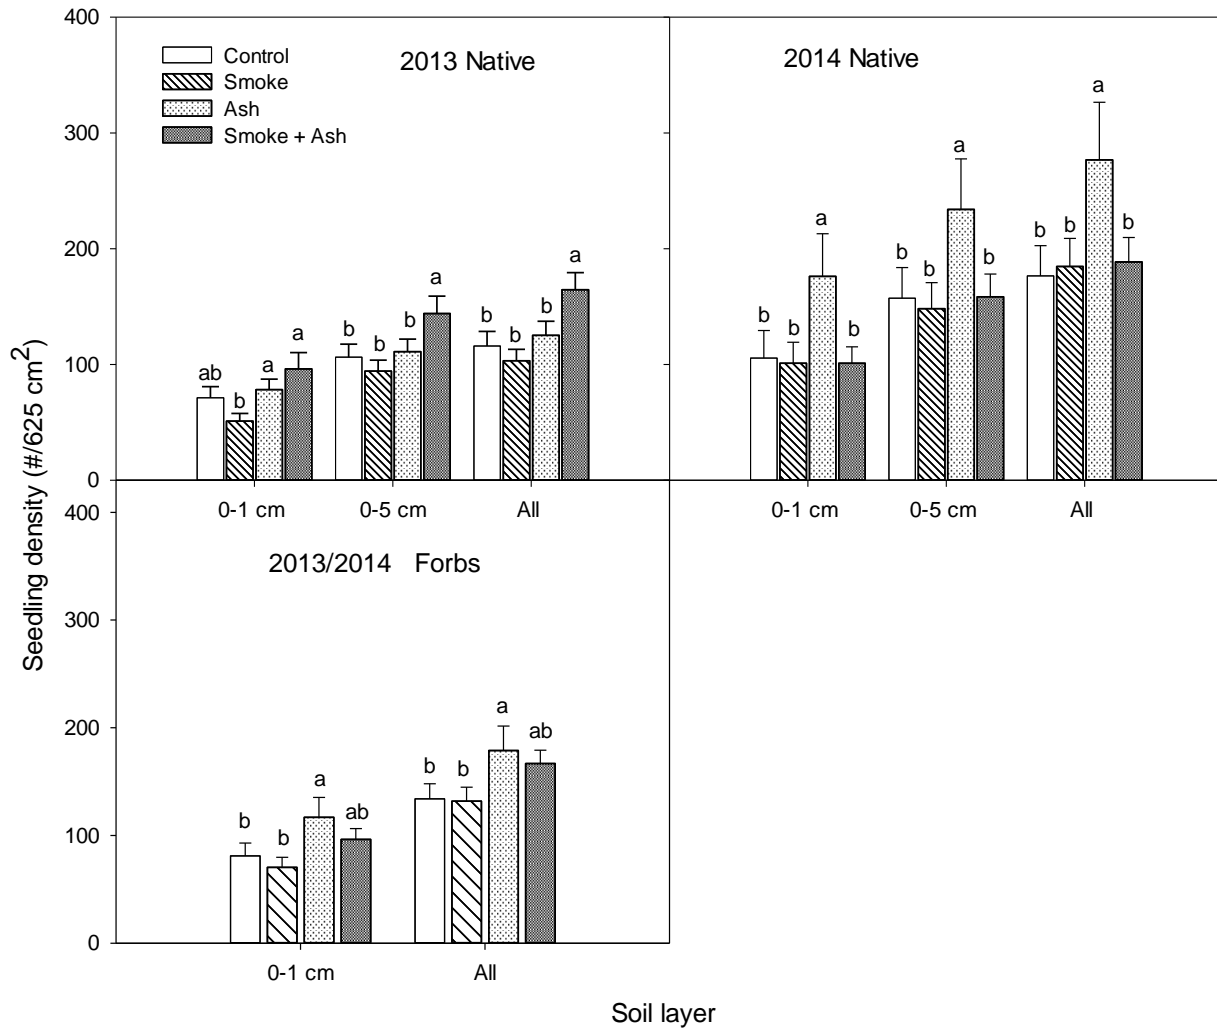 400
300
200
100
0
Control
Smoke
Ash
Smoke + Ash
2013 Native
ab
b
a
a
b
b
b
a
b
b
b
a
0-1 cm
0-5 cm
All
2014 Native
b
b
a
b
b
b
a
b
b
b
a
b
0-1 cm
0-5 cm
All
400
300
200
100
0
2013/2014 Forbs
b
b
a
ab
b
b
a
ab
0-1 cm
All
Seedling density (#/625 cm²)
Soil layer